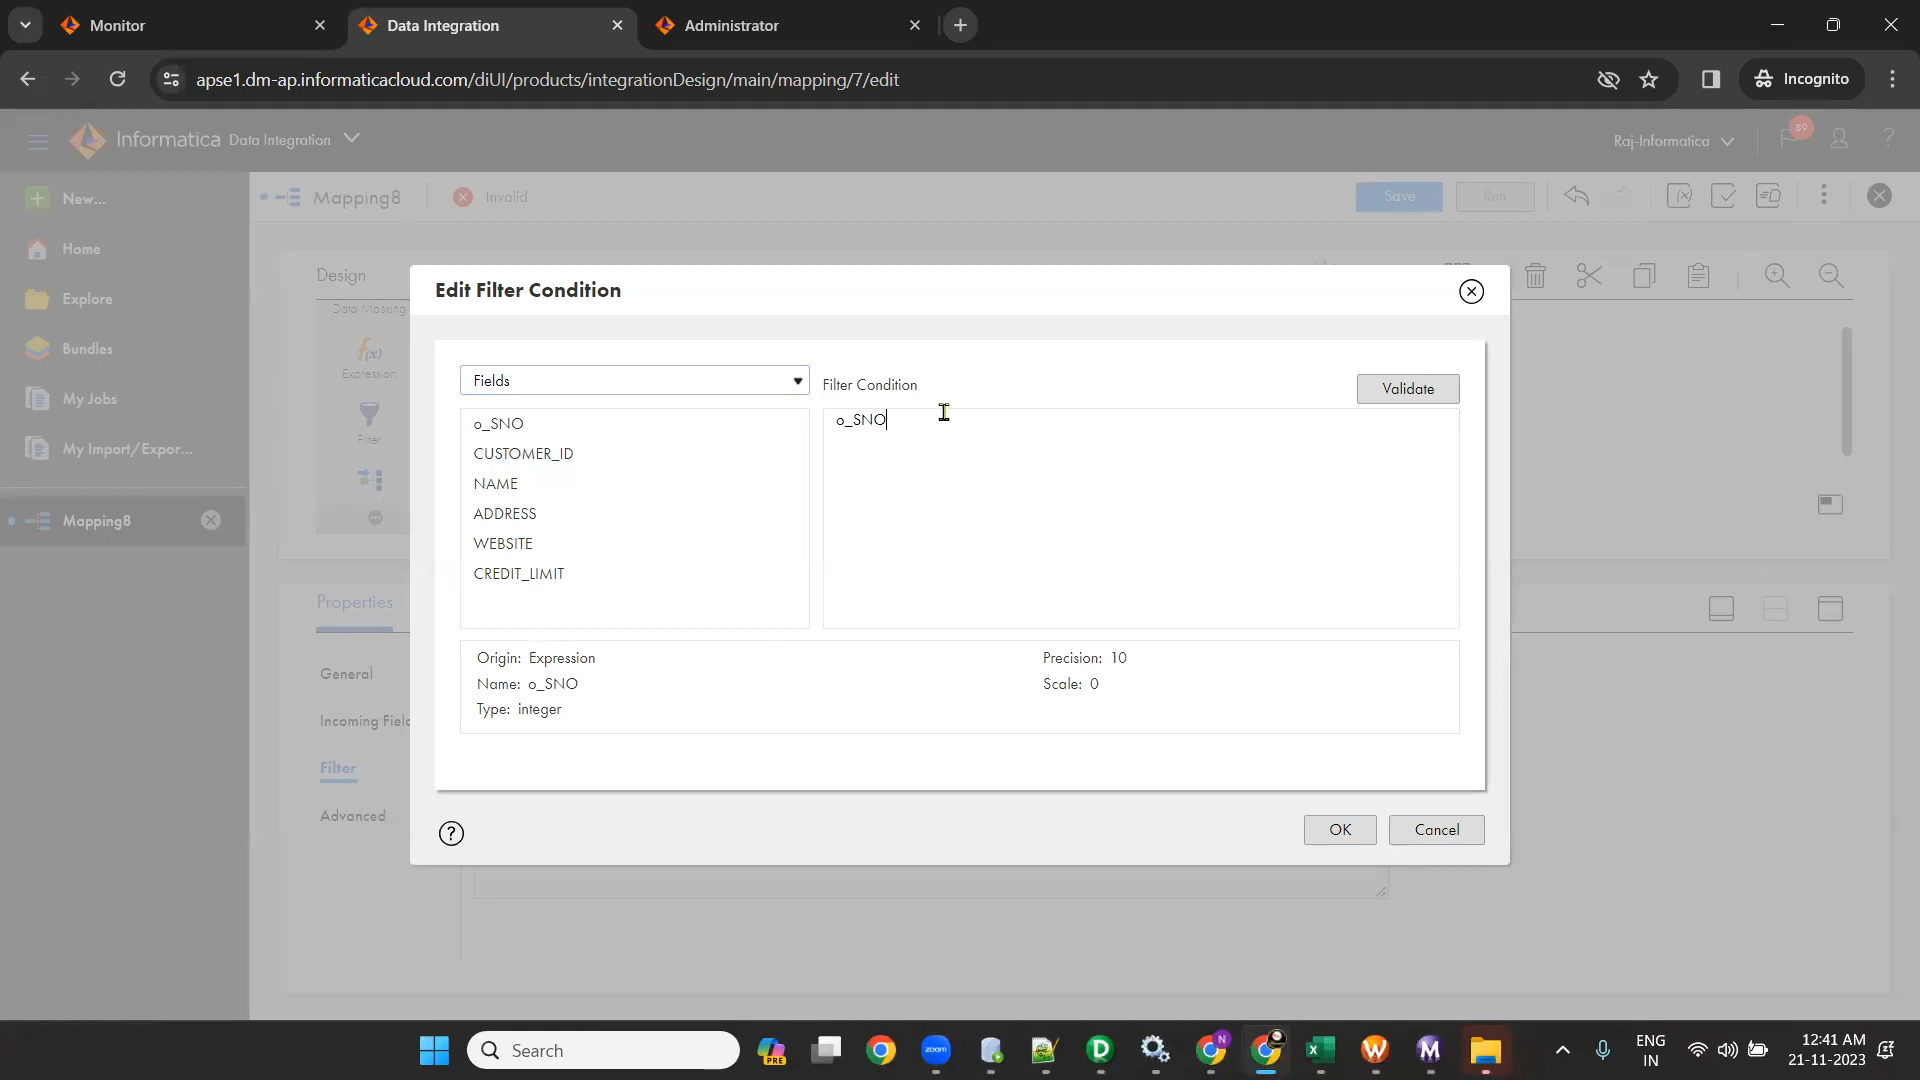 Monitor
Data Integration
Administrator
apse1.dm-ap.informaticacloud.com/diUI/products/integrationDesign/main/mapping/7/edit
Incognito
Informatica Data Integration
Raj-Informatica
89
?
New...
Mapping8
Invalid
Save
Run
Home
Explore
Bundles
My Jobs
My Import/Expor...
Mapping8
Design
Data Masking
f(x)
Expression
Filter
Edit Filter Condition
Fields
Filter Condition
Validate
o_SNO
o_SNO
CUSTOMER_ID
NAME
ADDRESS
WEBSITE
CREDIT_LIMIT
Origin: Expression
Precision: 10
Name: o_SNO
Scale: 0
Type: integer
?
OK
Cancel
Properties
General
Incoming Fiel
Filter
Advanced
Search
PRE
zoom
D
N
W
M
ENG
IN
12:41 AM
21-11-2023